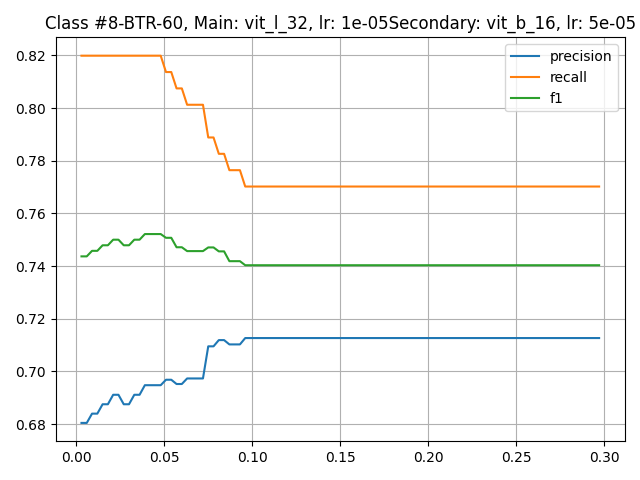 Class #8-BTR-60, Main: vit_l_32, lr: 1e-05Secondary: vit_b_16, lr: 5e-05
precision
recall
f1
0.82
0.80
0.78
0.76
0.74
0.72
0.70
0.68
0.00 0.05 0.10 0.15 0.20 0.25 0.30